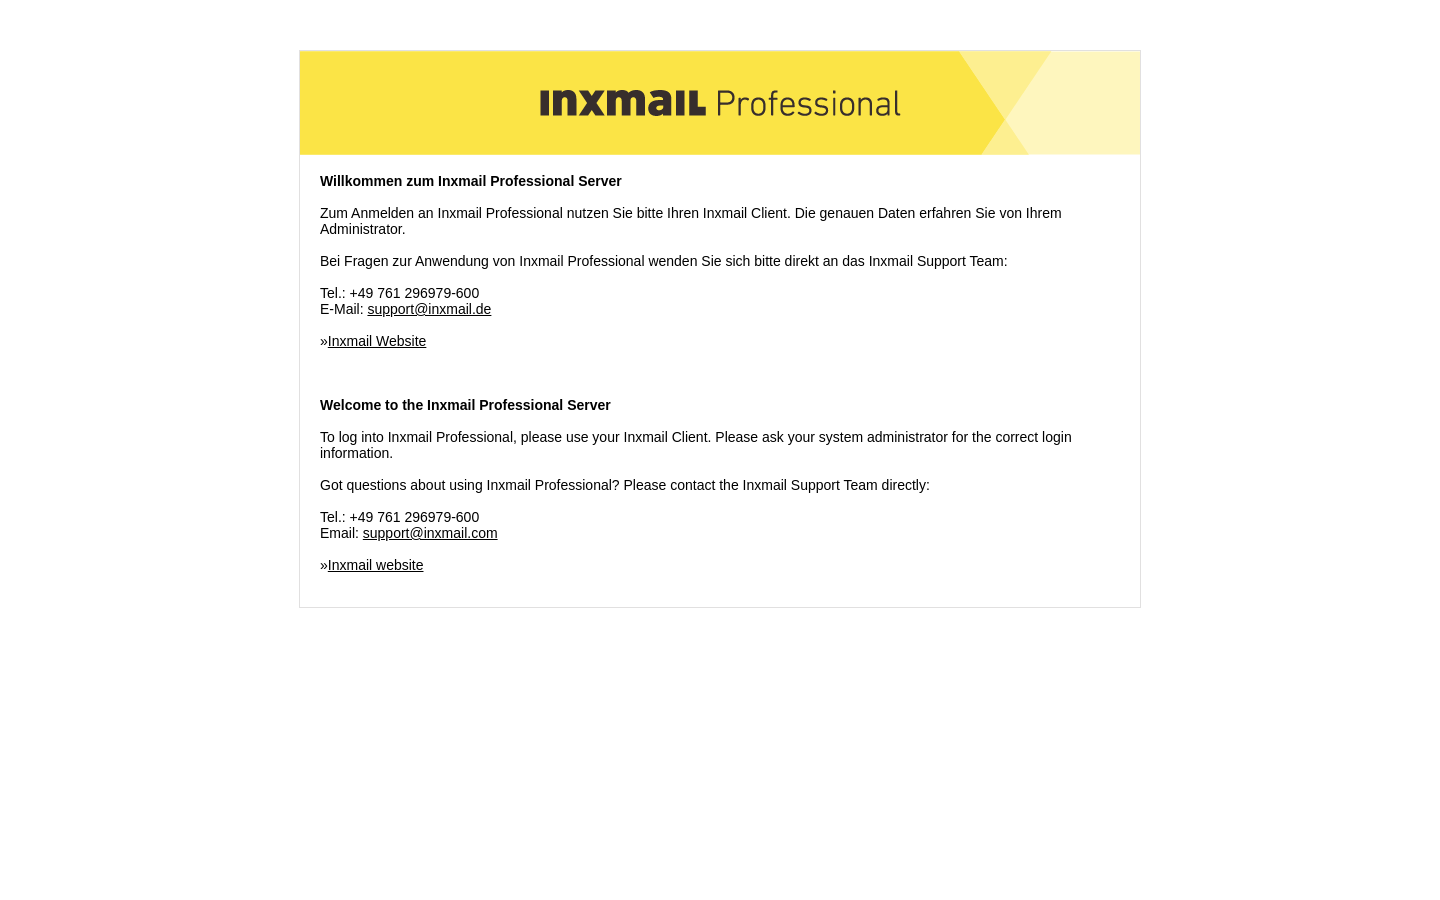 inxmail Professional
Willkommen zum Inxmail Professional Server
Zum Anmelden an Inxmail Professional nutzen Sie bitte Ihren Inxmail Client. Die genauen Daten erfahren Sie von Ihrem
Administrator.
Bei Fragen zur Anwendung von Inxmail Professional wenden Sie sich bitte direkt an das Inxmail Support Team:
Tel.: +49 761 296979-600
E-Mail: support@inxmail.de
»Inxmail Website
Welcome to the Inxmail Professional Server
To log into Inxmail Professional, please use your Inxmail Client. Please ask your system administrator for the correct login
information.
Got questions about using Inxmail Professional? Please contact the Inxmail Support Team directly:
Tel.: +49 761 296979-600
Email: support@inxmail.com
»Inxmail website